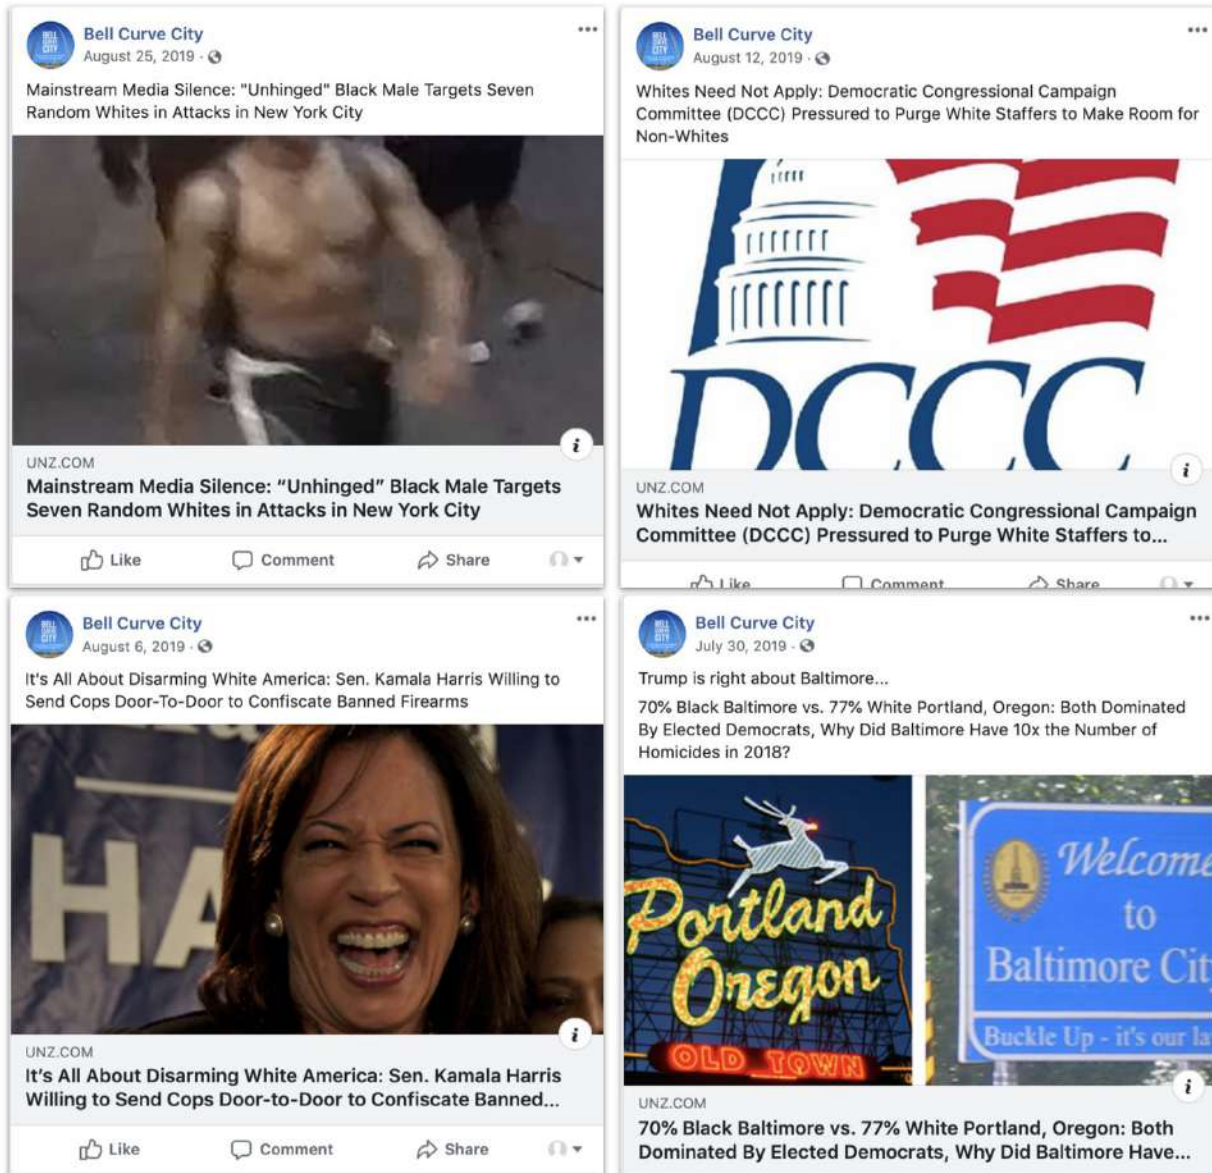 Bell Curve City
August 25, 2019 ·
Mainstream Media Silence: "Unhinged" Black Male Targets Seven
Random Whites in Attacks in New York City
UNZ.COM
Mainstream Media Silence: “Unhinged” Black Male Targets
Seven Random Whites in Attacks in New York City
Like Comment Share
Bell Curve City
August 12, 2019 ·
Whites Need Not Apply: Democratic Congressional Campaign
Committee (DCCC) Pressured to Purge White Staffers to Make Room for
Non-Whites
DCCC
UNZ.COM
Whites Need Not Apply: Democratic Congressional Campaign
Committee (DCCC) Pressured to Purge White Staffers to...
Like Comment Share
Bell Curve City
August 6, 2019 ·
It's All About Disarming White America: Sen. Kamala Harris Willing to
Send Cops Door-To-Door to Confiscate Banned Firearms
HA
UNZ.COM
It’s All About Disarming White America: Sen. Kamala Harris
Willing to Send Cops Door-to-Door to Confiscate Banned...
Like Comment Share
Bell Curve City
July 30, 2019 ·
Trump is right about Baltimore...
70% Black Baltimore vs. 77% White Portland, Oregon: Both Dominated
By Elected Democrats, Why Did Baltimore Have 10x the Number of
Homicides in 2018?
Portland
Oregon
OLD TOWN
Welcome
to
Baltimore Cit
Buckle Up - it's our la
UNZ.COM
70% Black Baltimore vs. 77% White Portland, Oregon: Both
Dominated By Elected Democrats, Why Did Baltimore Have...